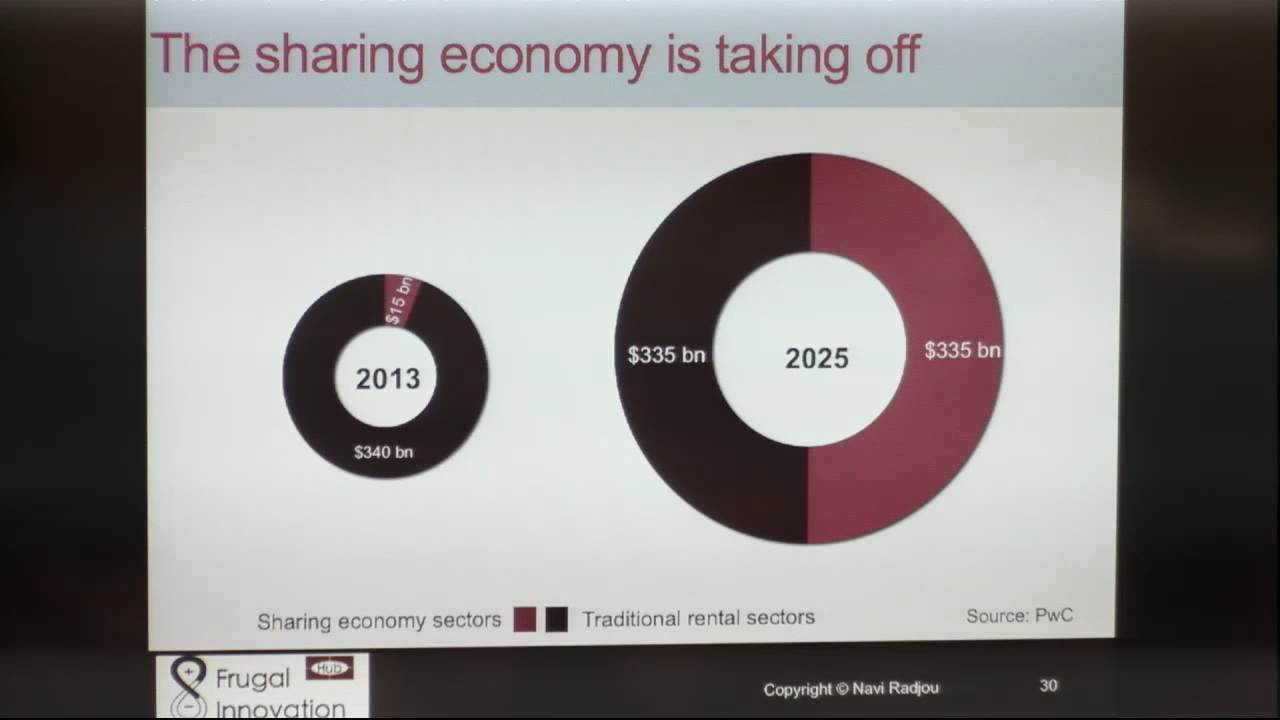 The sharing economy is taking off
$15 bn
2013
$340 bn
$335 bn
2025
$335 bn
Sharing economy sectors
Traditional rental sectors
Source: PwC
Frugal
Hub
Innovation
Copyright © Navi Radjou
30